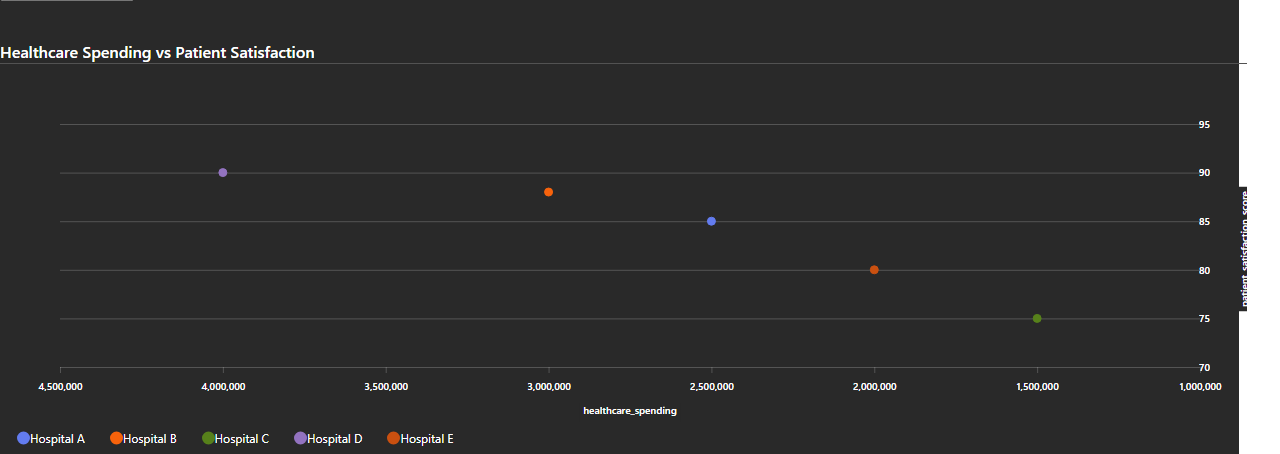 Healthcare Spending vs Patient Satisfaction
95
90
85
80
75
70
patient_satisfaction_score
4,500,000 4,000,000 3,500,000 3,000,000 2,500,000 2,000,000 1,500,000 1,000,000
healthcare_spending
Hospital A Hospital B Hospital C Hospital D Hospital E